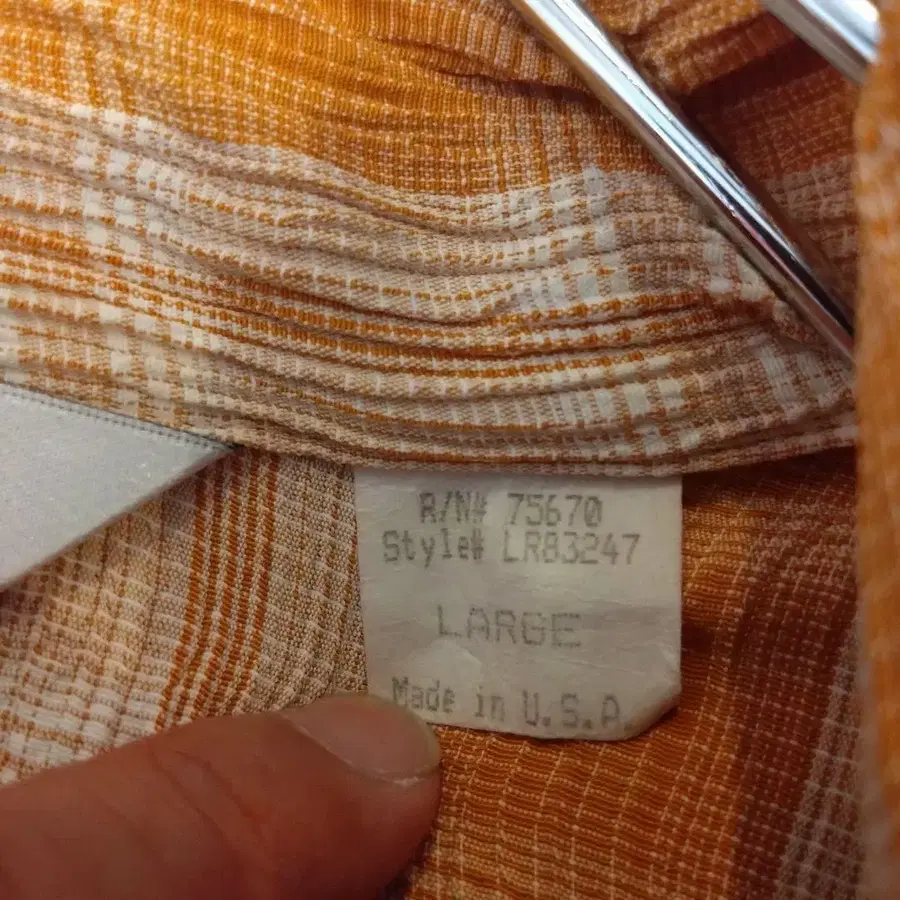 R/N# 75670
Style# LR83247
LARGE
Made in U.S.A.